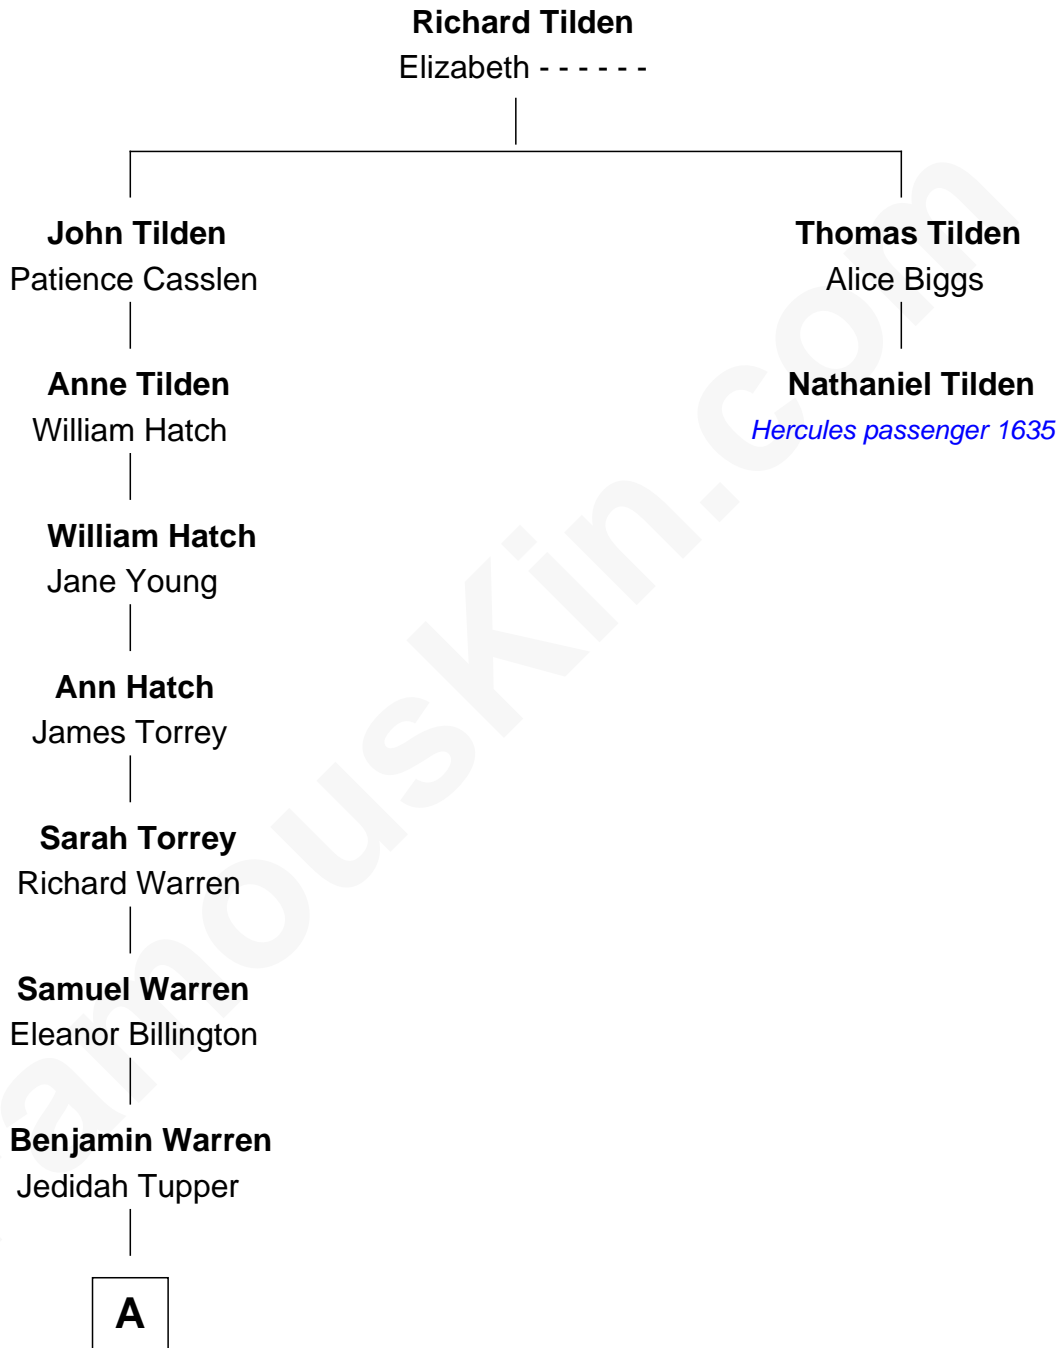 Richard Tilden
Elizabeth - - - - - -
John Tilden
Patience Casslen
Thomas Tilden
Alice Biggs
Anne Tilden
William Hatch
Nathaniel Tilden
Hercules passenger 1635
William Hatch
Jane Young
Ann Hatch
James Torrey
Sarah Torrey
Richard Warren
Samuel Warren
Eleanor Billington
Benjamin Warren
Jedidah Tupper
A
amouskin.com